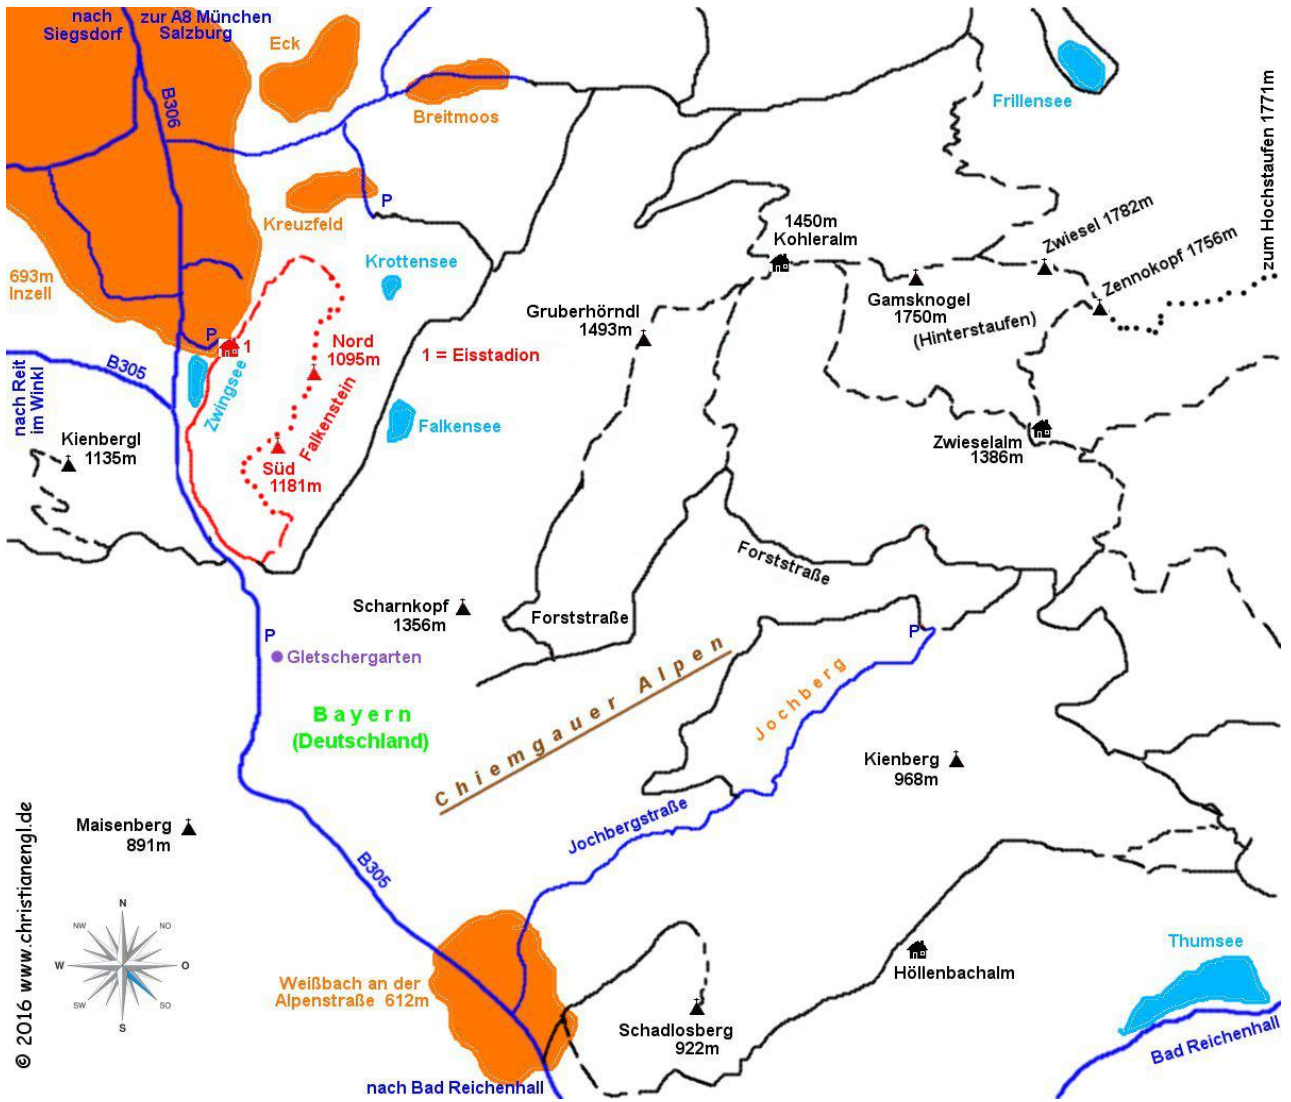 nach
Siegsdorf
zur A8 München
Salzburg
Eck
B306
Breitmoos
Frillensee
zum Hochstaufen 1771m
Kreuzfeld
P
1450m
Kohleralm
Zwiesel 1782m
Zennokopf 1756m
693m
Inzell
Krottensee
Gruberhörndl
1493m
Gamsknogel
1750m
(Hinterstaufen)
P
1
Nord
1095m
1 = Eisstadion
B305
nach Reit
im Winkl
Zwingsee
Falkenstein
Falkensee
Kienbergl
1135m
Süd
1181m
Zwieselalm
1386m
Forststraße
Scharnkopf
1356m
Forststraße
P
P
Gletschergarten
Chiemgauer Alpen
Jochberg
Bayern
(Deutschland)
Kienberg
968m
Jochbergstraße
Maisenberg
891m
B305
© 2016 www.christianengl.de
N
NW
NO
W
O
SW
SO
S
Thumsee
Höllenbachalm
Weißbach an der
Alpenstraße 612m
Schadlosberg
922m
Bad Reichenhall
nach Bad Reichenhall